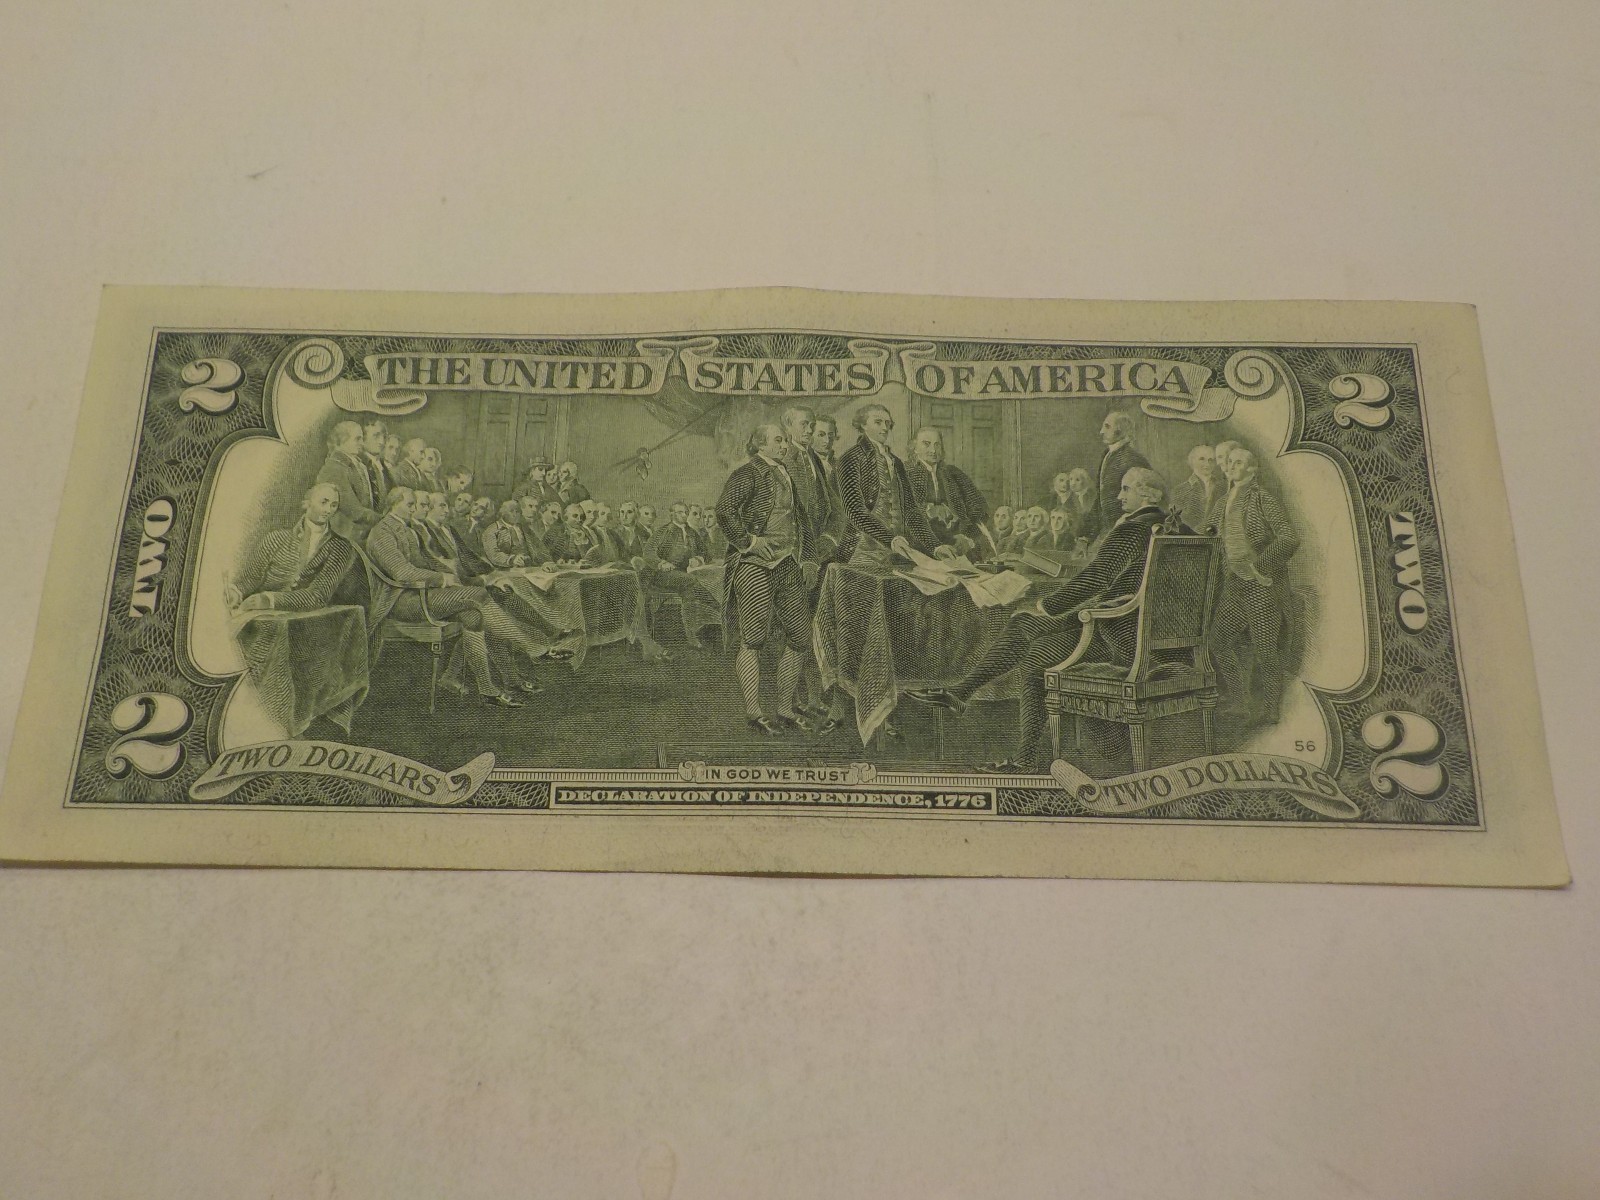 THE UNITED STATES OF AMERICA
2
2
TWO
TWO
2
2
56
TWO DOLLARS
IN GOD WE TRUST
TWO DOLLARS
DECLARATION OF INDEPENDENCE, 1776